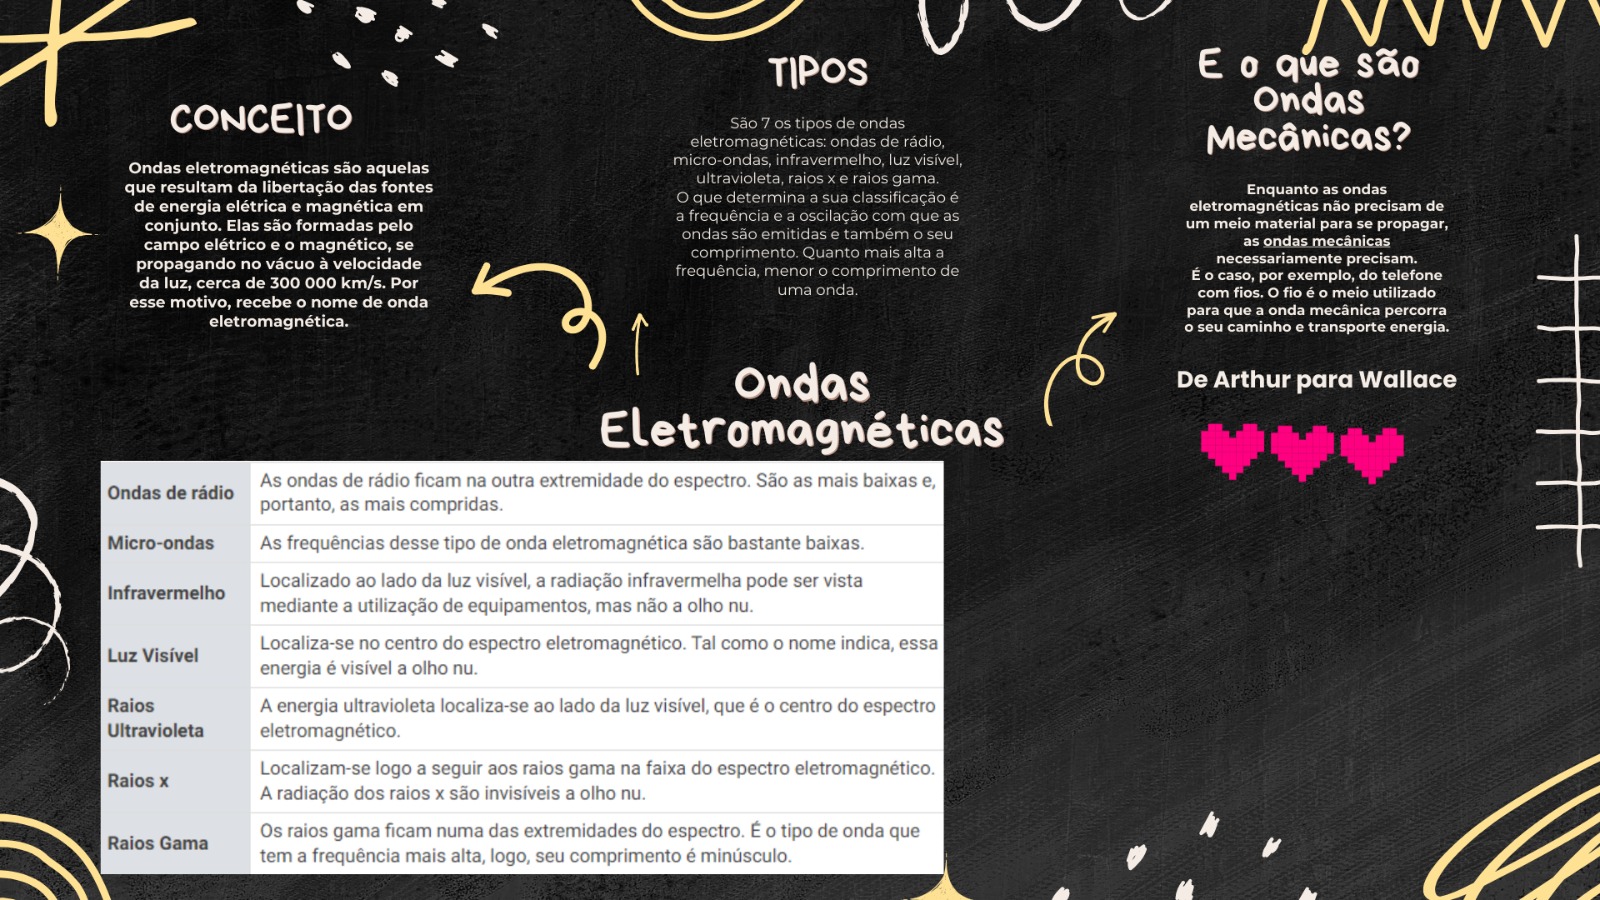 CONCEITO
Ondas eletromagnéticas são aquelas
que resultam da libertação das fontes
de energia elétrica e magnética em
conjunto. Elas são formadas pelo
campo elétrico e o magnético, se
propagando no vácuo à velocidade
da luz, cerca de 300 000 km/s. Por
esse motivo, recebe o nome de onda
eletromagnética.
TIPOS
São 7 os tipos de ondas
eletromagnéticas: ondas de rádio,
micro-ondas, infravermelho, luz visível,
ultravioleta, raios x e raios gama.
O que determina a sua classificação é
a frequência e a oscilação com que as
ondas são emitidas e também o seu
comprimento. Quanto mais alta a
frequência, menor o comprimento de
uma onda.
E o que são
Ondas
Mecânicas?
Enquanto as ondas
eletromagnéticas não precisam de
um meio material para se propagar,
as ondas mecânicas
necessariamente precisam.
É o caso, por exemplo, do telefone
com fios. O fio é o meio utilizado
para que a onda mecânica percorra
o seu caminho e transporte energia.
De Arthur para Wallace
Ondas
Eletromagnéticas
Ondas de rádio
As ondas de rádio ficam na outra extremidade do espectro. São as mais baixas e,
portanto, as mais compridas.
Micro-ondas
As frequências desse tipo de onda eletromagnética são bastante baixas.
Infravermelho
Localizado ao lado da luz visível, a radiação infravermelha pode ser vista
mediante a utilização de equipamentos, mas não a olho nu.
Luz Visível
Localiza-se no centro do espectro eletromagnético. Tal como o nome indica, essa
energia é visível a olho nu.
Raios
Ultravioleta
A energia ultravioleta localiza-se ao lado da luz visível, que é o centro do espectro
eletromagnético.
Raios x
Localizam-se logo a seguir aos raios gama na faixa do espectro eletromagnético.
A radiação dos raios x são invisíveis a olho nu.
Raios Gama
Os raios gama ficam numa das extremidades do espectro. É o tipo de onda que
tem a frequência mais alta, logo, seu comprimento é minúsculo.